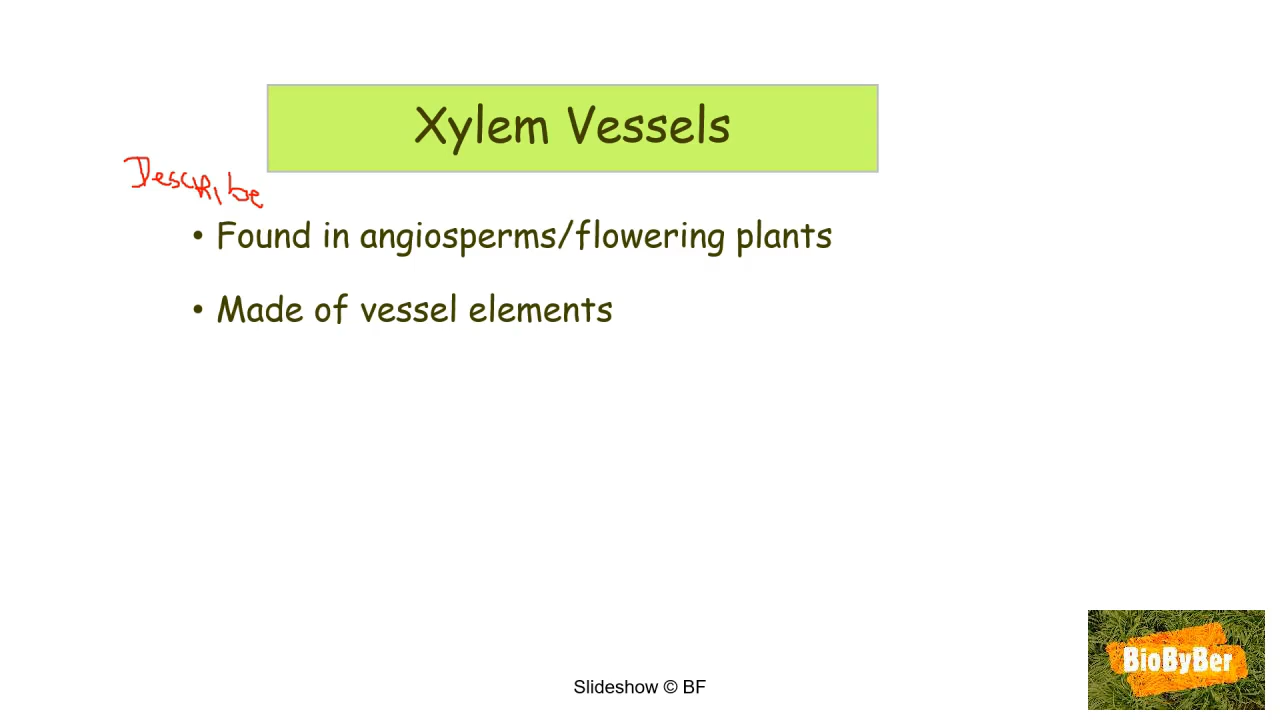 Xylem Vessels
Describe
• Found in angiosperms/flowering plants
• Made of vessel elements
BioByBer
Slideshow © BF